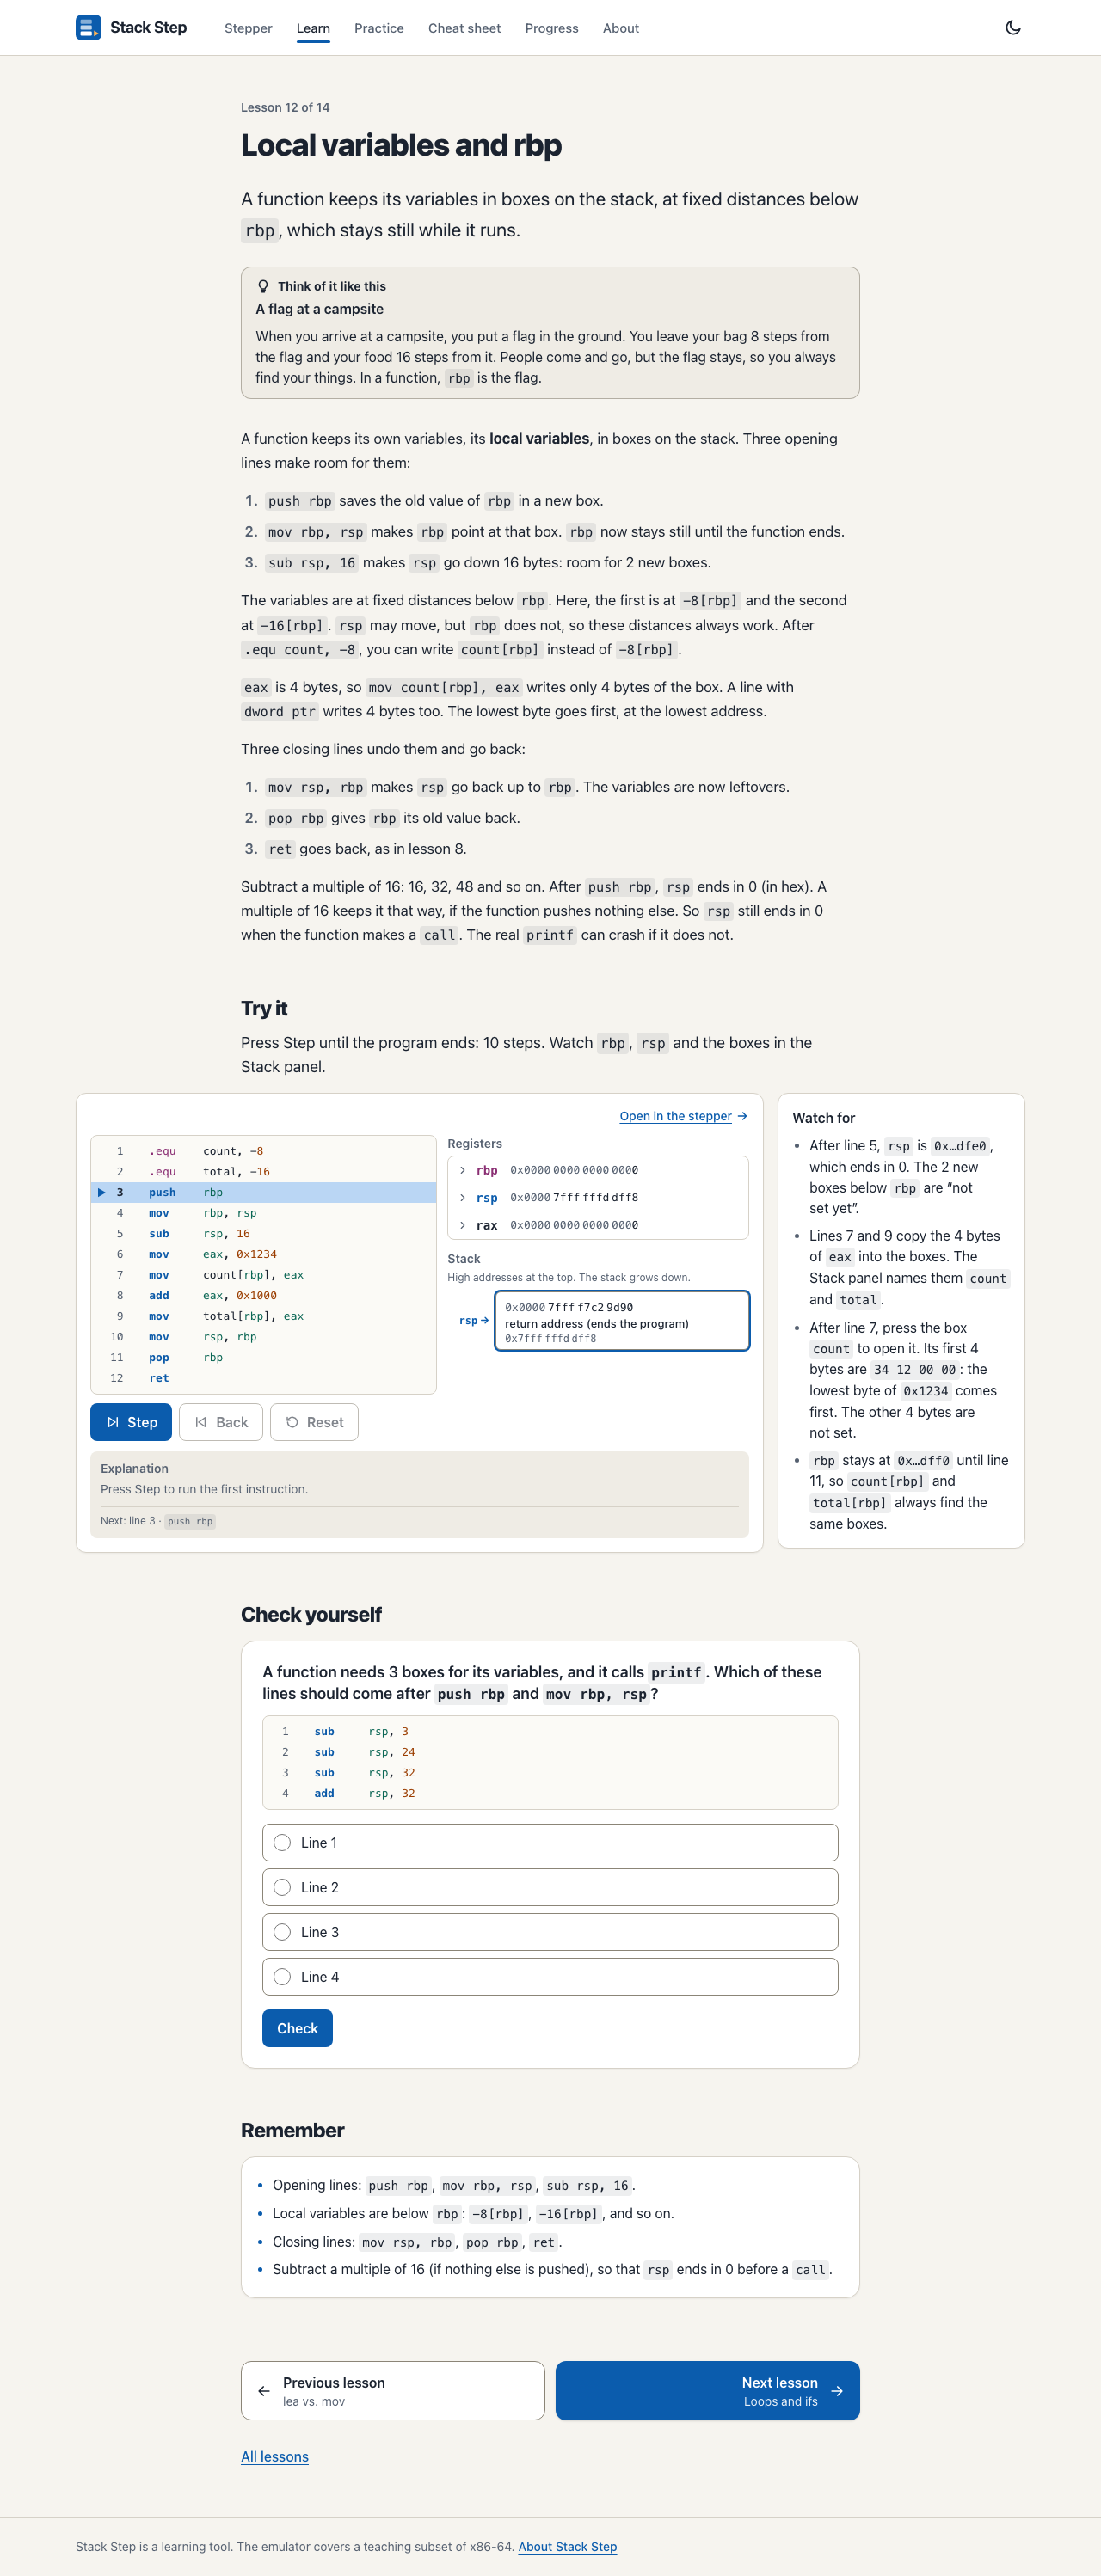 Stack Step
Stepper
Learn
Practice
Cheat sheet
Progress
About
Lesson 12 of 14
Local variables and rbp
A function keeps its variables in boxes on the stack, at fixed distances below
rbp, which stays still while it runs.
Think of it like this
A flag at a campsite
When you arrive at a campsite, you put a flag in the ground. You leave your bag 8 steps from
the flag and your food 16 steps from it. People come and go, but the flag stays, so you always
find your things. In a function, rbp is the flag.
A function keeps its own variables, its local variables, in boxes on the stack. Three opening
lines make room for them:
1. push rbp saves the old value of rbp in a new box.
2. mov rbp, rsp makes rbp point at that box. rbp now stays still until the function ends.
3. sub rsp, 16 makes rsp go down 16 bytes: room for 2 new boxes.
The variables are at fixed distances below rbp. Here, the first is at -8[rbp] and the second
at -16[rbp]. rsp may move, but rbp does not, so these distances always work. After
.equ count, -8, you can write count[rbp] instead of -8[rbp].
eax is 4 bytes, so mov count[rbp], eax writes only 4 bytes of the box. A line with
dword ptr writes 4 bytes too. The lowest byte goes first, at the lowest address.
Three closing lines undo them and go back:
1. mov rsp, rbp makes rsp go back up to rbp. The variables are now leftovers.
2. pop rbp gives rbp its old value back.
3. ret goes back, as in lesson 8.
Subtract a multiple of 16: 16, 32, 48 and so on. After push rbp, rsp ends in 0 (in hex). A
multiple of 16 keeps it that way, if the function pushes nothing else. So rsp still ends in 0
when the function makes a call. The real printf can crash if it does not.
Try it
Press Step until the program ends: 10 steps. Watch rbp, rsp and the boxes in the
Stack panel.
Open in the stepper →
1 .equ count, -8
2 .equ total, -16
3 push rbp
4 mov rbp, rsp
5 sub rsp, 16
6 mov eax, 0x1234
7 mov count[rbp], eax
8 add eax, 0x1000
9 mov total[rbp], eax
10 mov rsp, rbp
11 pop rbp
12 ret
Registers
rbp 0x0000 0000 0000 0000
rsp 0x0000 7fff fffd dff8
rax 0x0000 0000 0000 0000
Stack
High addresses at the top. The stack grows down.
rsp →
0x0000 7fff f7c2 9d90
return address (ends the program)
0x7fff fffd dff8
Step
Back
Reset
Explanation
Press Step to run the first instruction.
Next: line 3 · push rbp
Watch for
• After line 5, rsp is 0x…dfe0,
which ends in 0. The 2 new
boxes below rbp are “not
set yet”.
• Lines 7 and 9 copy the 4 bytes
of eax into the boxes. The
Stack panel names them count
and total.
• After line 7, press the box
count to open it. Its first 4
bytes are 34 12 00 00: the
lowest byte of 0x1234 comes
first. The other 4 bytes are
not set.
• rbp stays at 0x…dff0 until line
11, so count[rbp] and
total[rbp] always find the
same boxes.
Check yourself
A function needs 3 boxes for its variables, and it calls printf. Which of these
lines should come after push rbp and mov rbp, rsp?
1 sub rsp, 3
2 sub rsp, 24
3 sub rsp, 32
4 add rsp, 32
Line 1
Line 2
Line 3
Line 4
Check
Remember
• Opening lines: push rbp, mov rbp, rsp, sub rsp, 16.
• Local variables are below rbp: -8[rbp], -16[rbp], and so on.
• Closing lines: mov rsp, rbp, pop rbp, ret.
• Subtract a multiple of 16 (if nothing else is pushed), so that rsp ends in 0 before a call.
← Previous lesson
lea vs. mov
Next lesson →
Loops and ifs
All lessons
Stack Step is a learning tool. The emulator covers a teaching subset of x86-64. About Stack Step